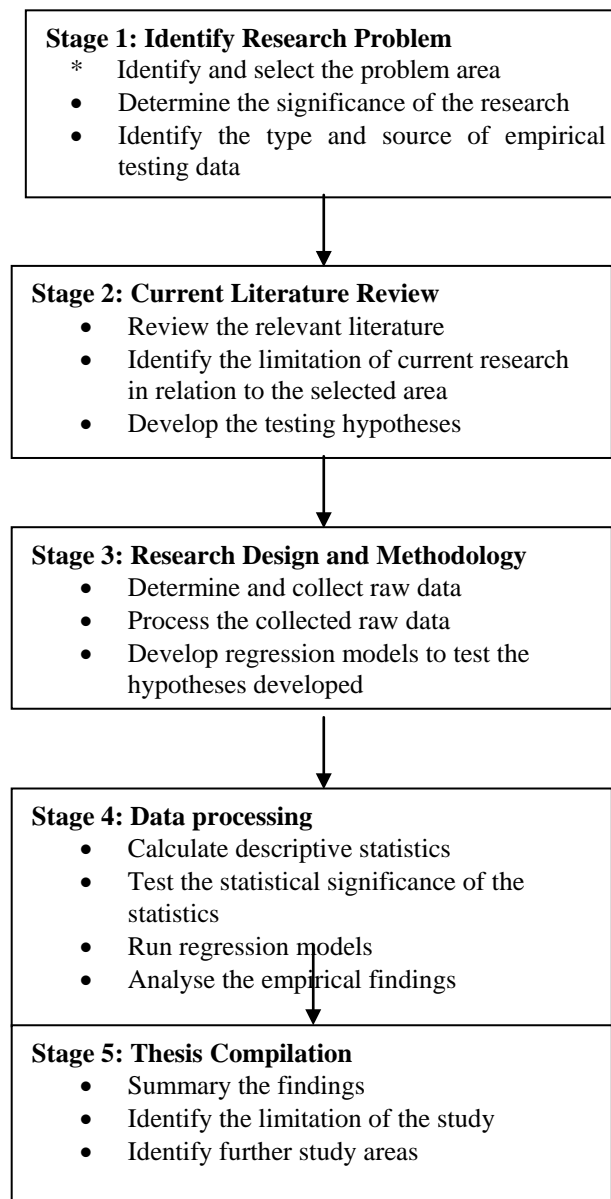 Stage 1: Identify Research Problem
* Identify and select the problem area
• Determine the significance of the research
• Identify the type and source of empirical
testing data
Stage 2: Current Literature Review
• Review the relevant literature
• Identify the limitation of current research
in relation to the selected area
• Develop the testing hypotheses
Stage 3: Research Design and Methodology
• Determine and collect raw data
• Process the collected raw data
• Develop regression models to test the
hypotheses developed
Stage 4: Data processing
• Calculate descriptive statistics
• Test the statistical significance of the
statistics
• Run regression models
• Analyse the empirical findings
Stage 5: Thesis Compilation
• Summary the findings
• Identify the limitation of the study
• Identify further study areas